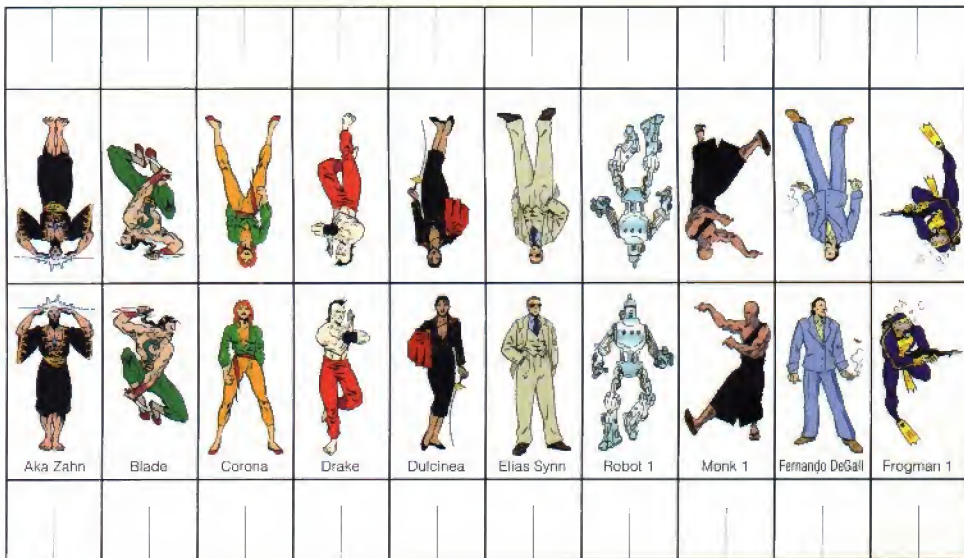 Aka Zahn
Blade
Corona
Drake
Dulcinea
Elias Synn
Robot 1
Monk 1
Fernando DeGall
Frogman 1